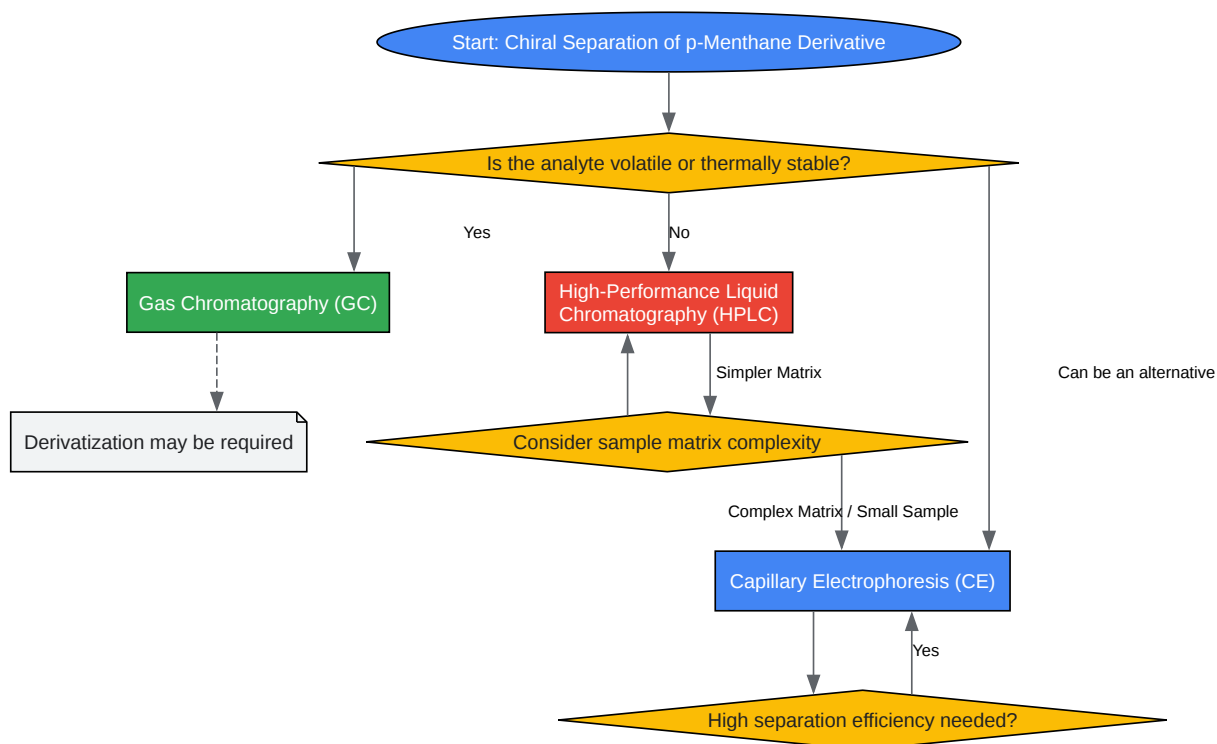 Start: Chiral Separation of p-Menthane Derivative
Is the analyte volatile or thermally stable?
Yes
No
Gas Chromatography (GC)
High-Performance Liquid
Chromatography (HPLC)
Simpler Matrix
Can be an alternative
Derivatization may be required
Consider sample matrix complexity
Complex Matrix / Small Sample
Capillary Electrophoresis (CE)
Yes
High separation efficiency needed?